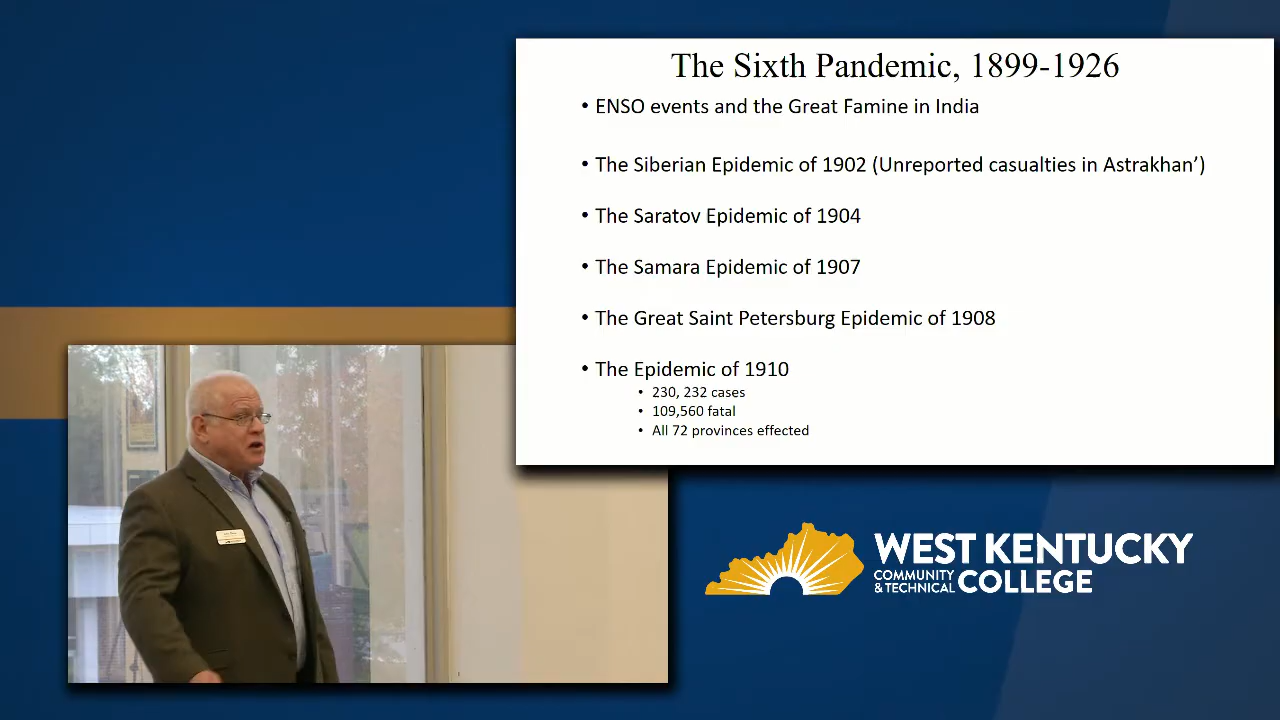 The Sixth Pandemic, 1899-1926
• ENSO events and the Great Famine in India
• The Siberian Epidemic of 1902 (Unreported casualties in Astrakhan’)
• The Saratov Epidemic of 1904
• The Samara Epidemic of 1907
• The Great Saint Petersburg Epidemic of 1908
• The Epidemic of 1910
• 230, 232 cases
• 109,560 fatal
• All 72 provinces effected
WEST KENTUCKY
COMMUNITY
& TECHNICAL
COLLEGE